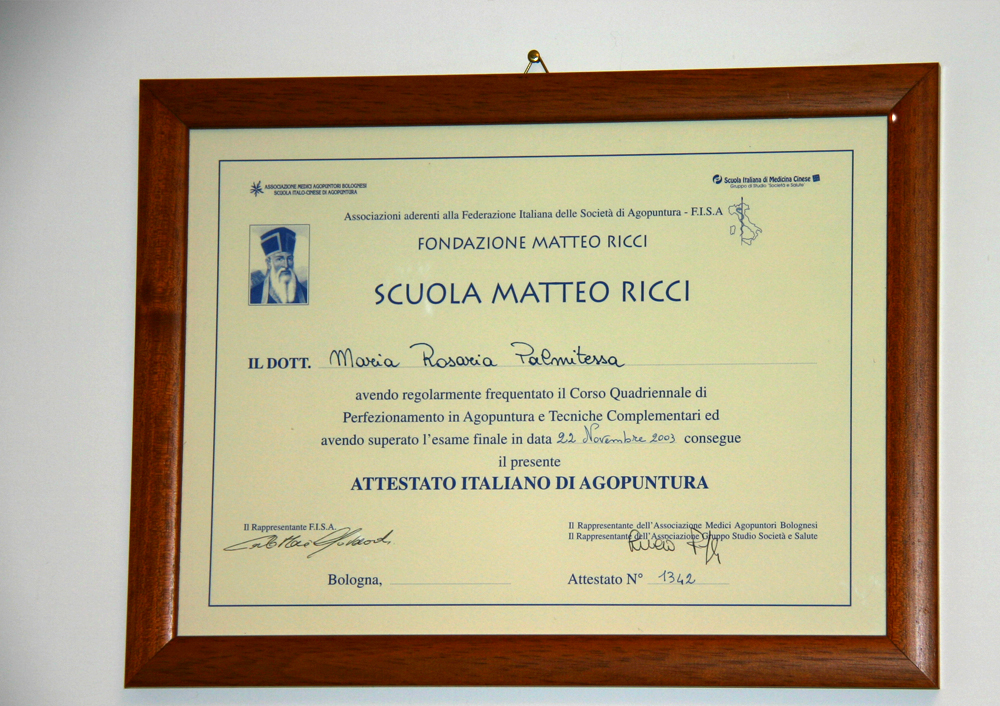 ASSOCIAZIONE MEDICI AGOPUNTORI BOLOGNESI
SCUOLA ITALO-CINESE DI AGOPUNTURA
Scuola Italiana di Medicina Cinese
Gruppo di Studio 'Società e Salute'
Associazioni aderenti alla Federazione Italiana delle Società di Agopuntura - F.I.S.A
FONDAZIONE MATTEO RICCI
SCUOLA MATTEO RICCI
IL DOTT. Maria Rosaria Palmitessa
avendo regolarmente frequentato il Corso Quadriennale di
Perfezionamento in Agopuntura e Tecniche Complementari ed
avendo superato l'esame finale in data 22 Novembre 2003 consegue
il presente
ATTESTATO ITALIANO DI AGOPUNTURA
Il Rappresentante F.I.S.A.
Il Rappresentante dell'Associazione Medici Agopuntori Bolognesi
Il Rappresentante dell'Associazione Gruppo Studio Società e Salute
Bologna,
Attestato N° 1342